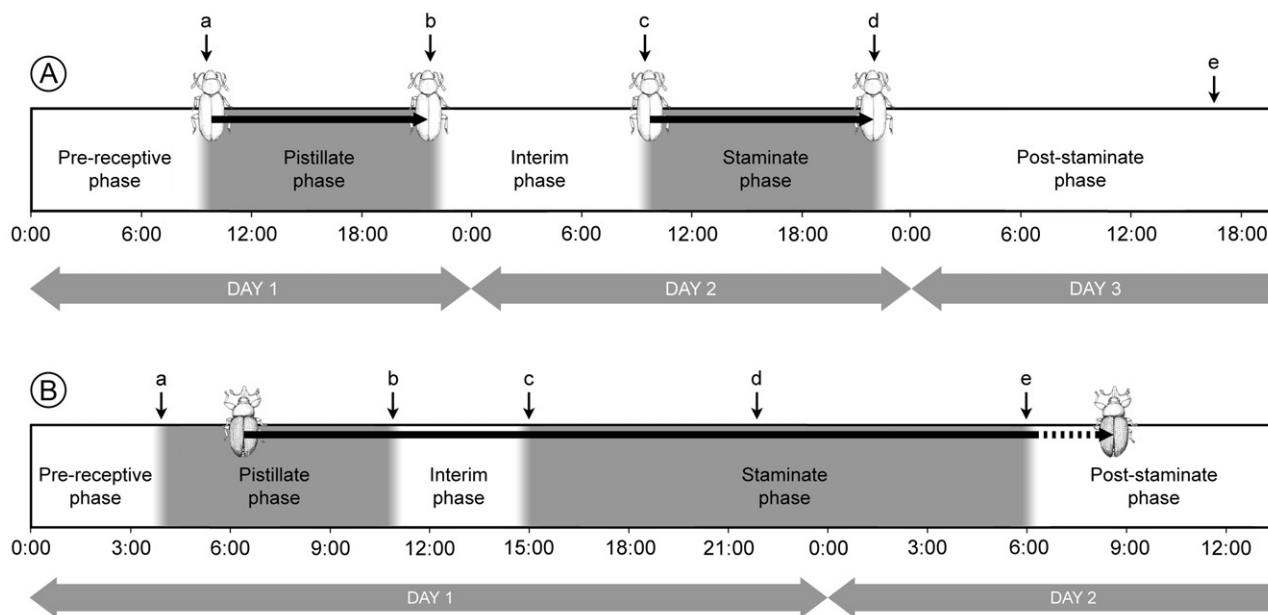 a b c d
e
A
Pre-receptive Pistillate Interim Staminate Post-staminate
phase phase phase phase phase
0:00 6:00 12:00 18:00 0:00 6:00 12:00 18:00 0:00 6:00 12:00 18:00
DAY 1 DAY 2 DAY 3
a b c d e
B
Pre-receptive Pistillate Interim Staminate Post-staminate
phase phase phase phase phase
0:00 3:00 6:00 9:00 12:00 15:00 18:00 21:00 0:00 3:00 6:00 9:00 12:00
DAY 1 DAY 2